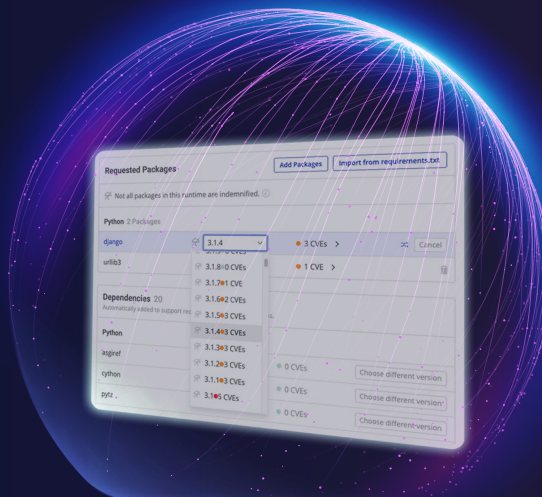 Requested Packages
Add Packages
Import from requirements.txt
Not all packages in this runtime are indemnified.
Python 2 Packages
django
3.1.4
3 CVEs
Cancel
urllib3
1 CVE
3.1.8 0 CVEs
3.1.7 1 CVE
3.1.6 2 CVEs
3.1.5 3 CVEs
3.1.4 3 CVEs
3.1.3 3 CVEs
3.1.2 3 CVEs
3.1.1 3 CVEs
3.1 5 CVEs
Dependencies 20
Automatically added to support
Python
asgiref
0 CVEs
Choose different version
cython
0 CVEs
Choose different version
pytz
0 CVEs
Choose different version